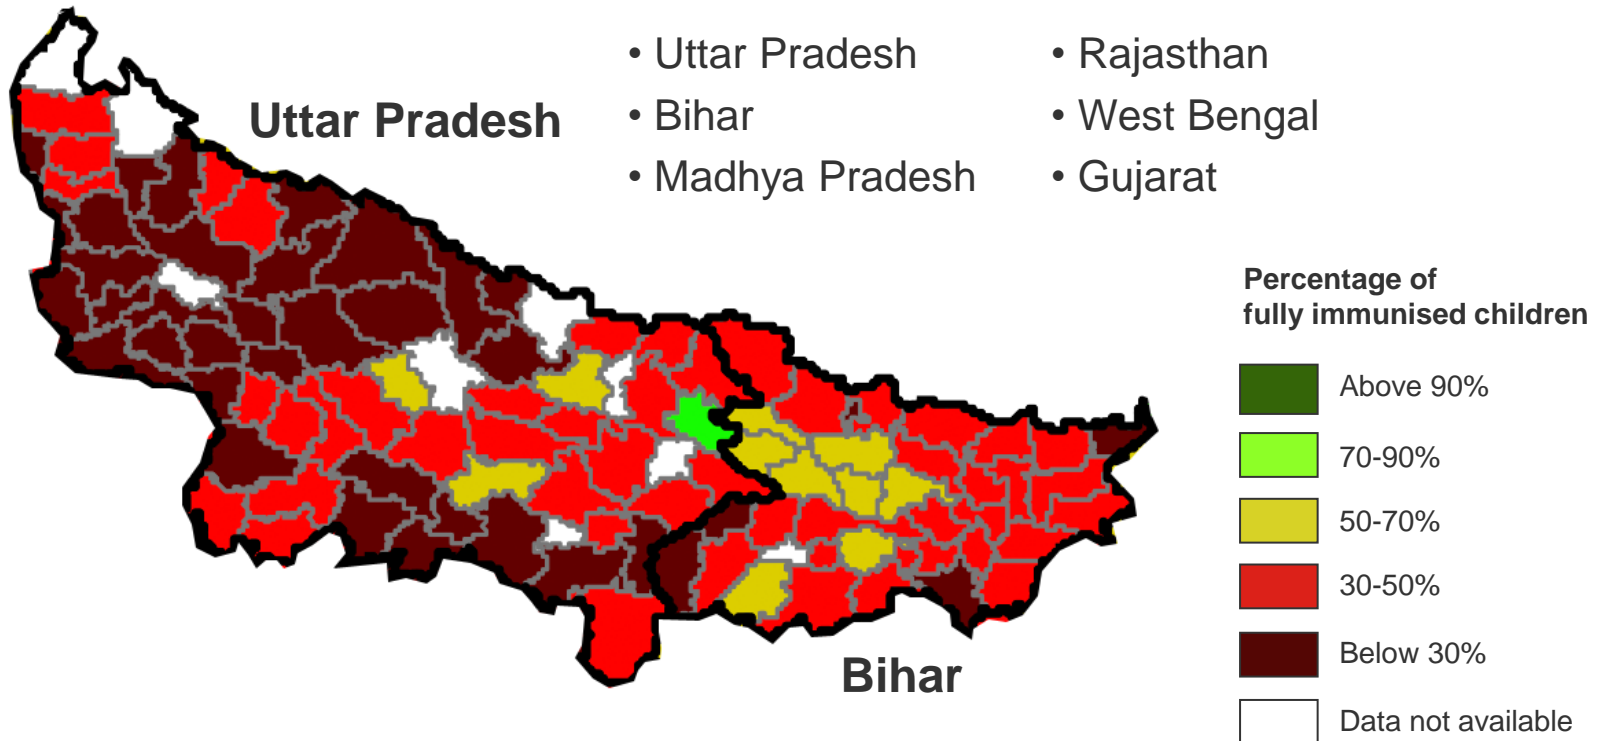 • Uttar Pradesh
• Bihar
• Madhya Pradesh
• Rajasthan
• West Bengal
• Gujarat
Uttar Pradesh
Bihar
Percentage of
fully immunised children
Above 90%
70-90%
50-70%
30-50%
Below 30%
Data not available